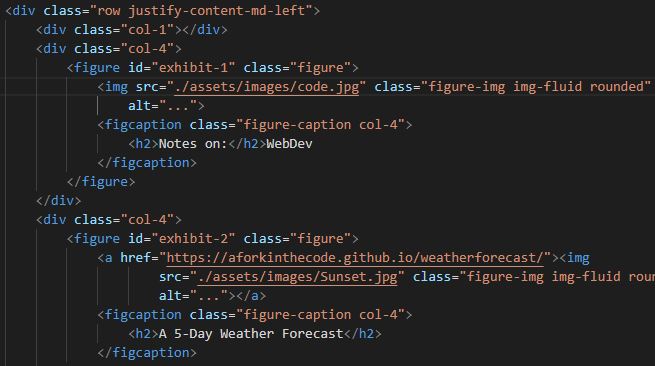 <div class="row justify-content-md-left">
<div class="col-1"></div>
<div class="col-4">
<figure id="exhibit-1" class="figure">
<img src="./assets/images/code.jpg" class="figure-img img-fluid rounded"
alt="...">
<figcaption class="figure-caption col-4">
<h2>Notes on:</h2>WebDev
</figcaption>
</figure>
</div>
<div class="col-4">
<figure id="exhibit-2" class="figure">
<a href="https://aforkinthecode.github.io/weatherforecast/"><img
src="./assets/images/Sunset.jpg" class="figure-img img-fluid roun
alt="..."></a>
<figcaption class="figure-caption col-4">
<h2>A 5-Day Weather Forecast</h2>
</figcaption>